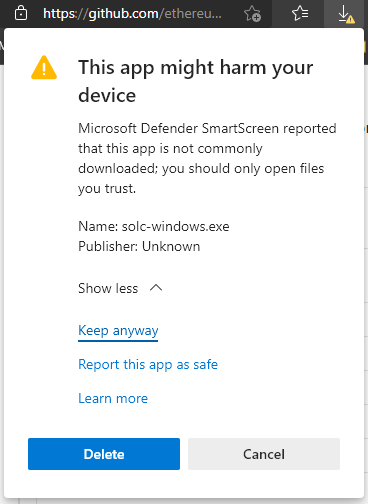 https://github.com/ethereu...
This app might harm your
device
Microsoft Defender SmartScreen reported
that this app is not commonly
downloaded; you should only open files
you trust.
Name: solc-windows.exe
Publisher: Unknown
Show less
Keep anyway
Report this app as safe
Learn more
Delete
Cancel